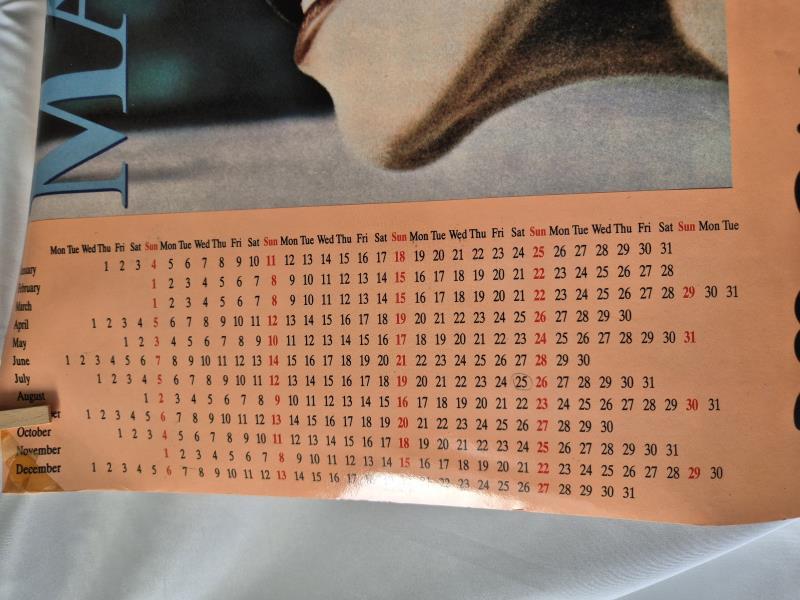 MA
Mon Tue Wed Thu Fri Sat Sun Mon Tue Wed Thu Fri Sat Sun Mon Tue Wed Thu Fri Sat Sun Mon Tue Wed Thu Fri Sat Sun Mon Tue Wed Thu Fri Sat Sun Mon Tue
anuary 1 2 3 4 5 6 7 8 9 10 11 12 13 14 15 16 17 18 19 20 21 22 23 24 25 26 27 28 29 30 31
ebruary 1 2 3 4 5 6 7 8 9 10 11 12 13 14 15 16 17 18 19 20 21 22 23 24 25 26 27 28
March 1 2 3 4 5 6 7 8 9 10 11 12 13 14 15 16 17 18 19 20 21 22 23 24 25 26 27 28 29 30 31
April 1 2 3 4 5 6 7 8 9 10 11 12 13 14 15 16 17 18 19 20 21 22 23 24 25 26 27 28 29 30
May 1 2 3 4 5 6 7 8 9 10 11 12 13 14 15 16 17 18 19 20 21 22 23 24 25 26 27 28 29 30 31
June 1 2 3 4 5 6 7 8 9 10 11 12 13 14 15 16 17 18 19 20 21 22 23 24 25 26 27 28 29 30
July 1 2 3 4 5 6 7 8 9 10 11 12 13 14 15 16 17 18 19 20 21 22 23 24 25 26 27 28 29 30 31
August 1 2 3 4 5 6 7 8 9 10 11 12 13 14 15 16 17 18 19 20 21 22 23 24 25 26 27 28 29 30 31
er 1 2 3 4 5 6 7 8 9 10 11 12 13 14 15 16 17 18 19 20 21 22 23 24 25 26 27 28 29 30
October 1 2 3 4 5 6 7 8 9 10 11 12 13 14 15 16 17 18 19 20 21 22 23 24 25 26 27 28 29 30 31
November 1 2 3 4 5 6 7 8 9 10 11 12 13 14 15 16 17 18 19 20 21 22 23 24 25 26 27 28 29 30
December 1 2 3 4 5 6 7 8 9 10 11 12 13 14 15 16 17 21 22 23 24 25 26 27 28 29 30 31